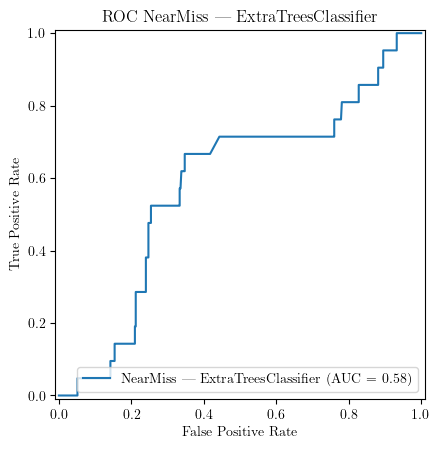 ROC NearMiss — ExtraTreesClassifier
1.0
0.8
0.6
0.4
0.2
0.0
True Positive Rate
NearMiss — ExtraTreesClassifier (AUC = 0.58)
0.0 0.2 0.4 0.6 0.8 1.0
False Positive Rate